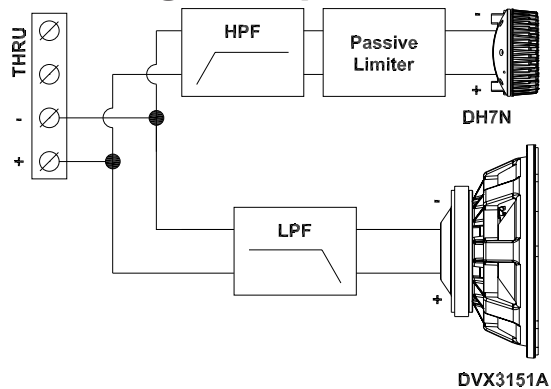 THRU
-
+
HPF
Passive
Limiter
-
+
DH7N
LPF
-
+
DVX3151A